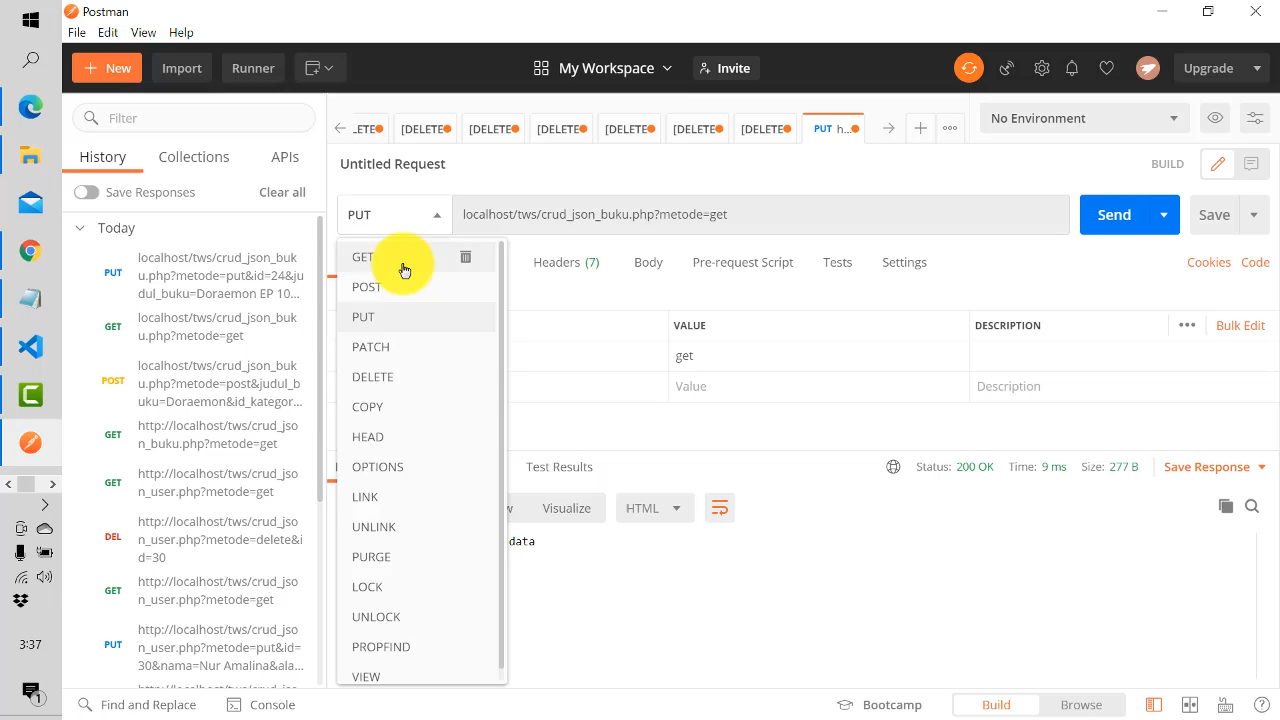 Postman
File Edit View Help
New Import Runner My Workspace Invite Upgrade
Filter
History Collections APIs
Save Responses Clear all
Today
PUT localhost/tws/crud_json_bu
ku.php?metode=put&id=24&ju
dul_buku=Doraemon EP 10...
GET localhost/tws/crud_json_buk
u.php?metode=get
POST localhost/tws/crud_json_buk
u.php?metode=post&judul_b
uku=Doraemon&id_kategor...
GET http://localhost/tws/crud_jso
n_buku.php?metode=get
GET http://localhost/tws/crud_jso
n_user.php?metode=get
DEL http://localhost/tws/crud_jso
n_user.php?metode=delete&i
d=30
GET http://localhost/tws/crud_jso
n_user.php?metode=get
PUT http://localhost/tws/crud_jso
n_user.php?metode=put&id=
30&nama=Nur Amalina&ala...
LETE [DELETE [DELETE [DELETE [DELETE [DELETE [DELETE PUT h... No Environment
Untitled Request BUILD
PUT localhost/tws/crud_json_buku.php?metode=get Send Save
Headers (7) Body Pre-request Script Tests Settings Cookies Code
GET
POST
PUT
PATCH
DELETE
COPY
HEAD
OPTIONS
LINK
UNLINK
PURGE
LOCK
UNLOCK
PROPFIND
VIEW
VALUE DESCRIPTION Bulk Edit
get
Value Description
Test Results Status: 200 OK Time: 9 ms Size: 277 B Save Response
w Visualize HTML
data
3:37
1
Find and Replace Console Bootcamp Build Browse